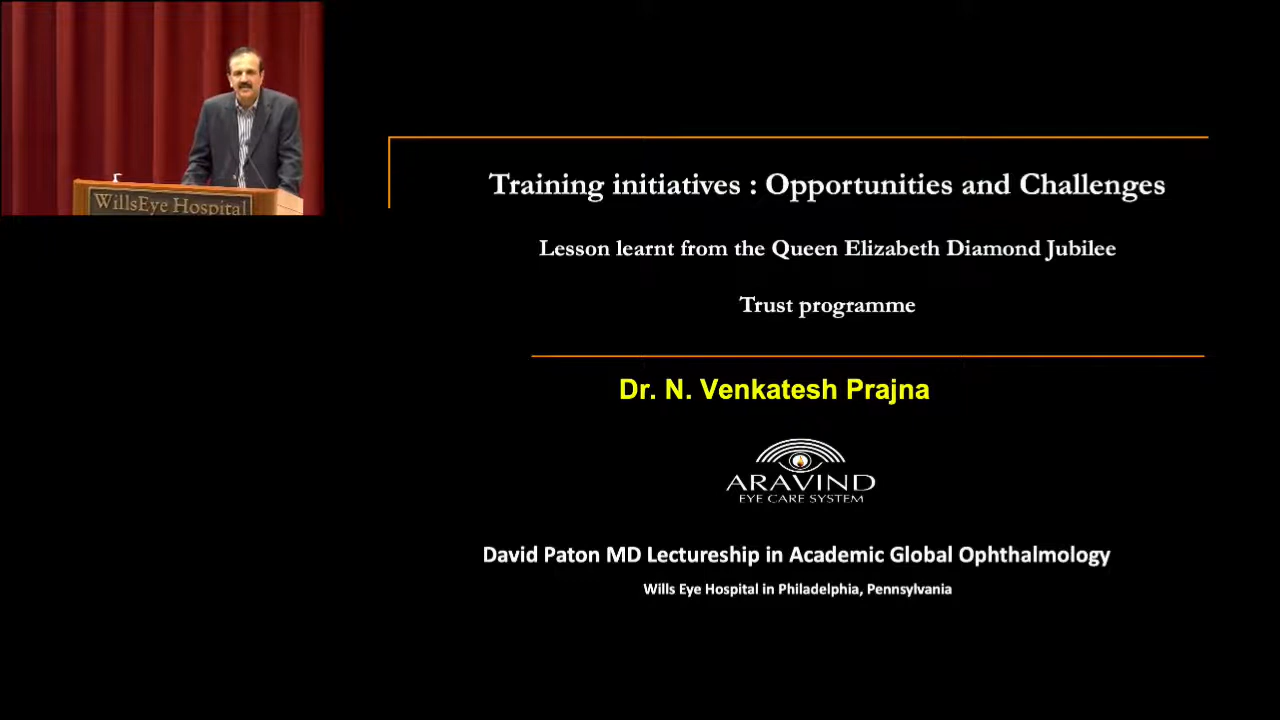 WillsEye Hospital
Training initiatives : Opportunities and Challenges
Lesson learnt from the Queen Elizabeth Diamond Jubilee
Trust programme
Dr. N. Venkatesh Prajna
ARAVIND
EYE CARE SYSTEM
David Paton MD Lectureship in Academic Global Ophthalmology
Wills Eye Hospital in Philadelphia, Pennsylvania